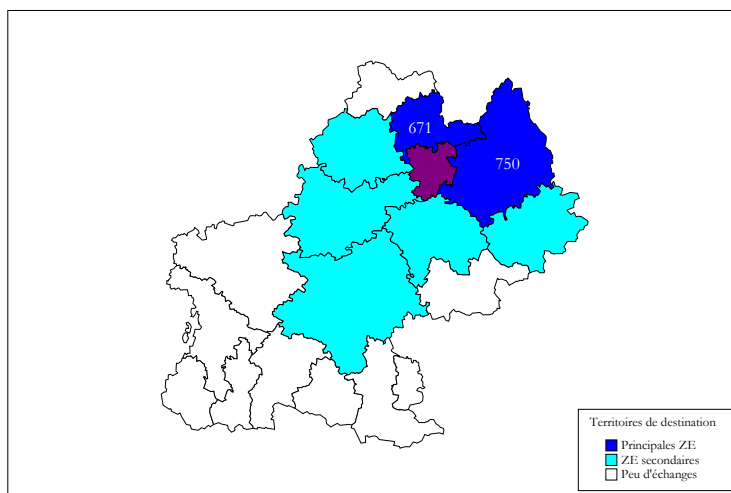 671
750
Territoires de destination
Principales ZE
ZE secondaires
Peu d'échanges